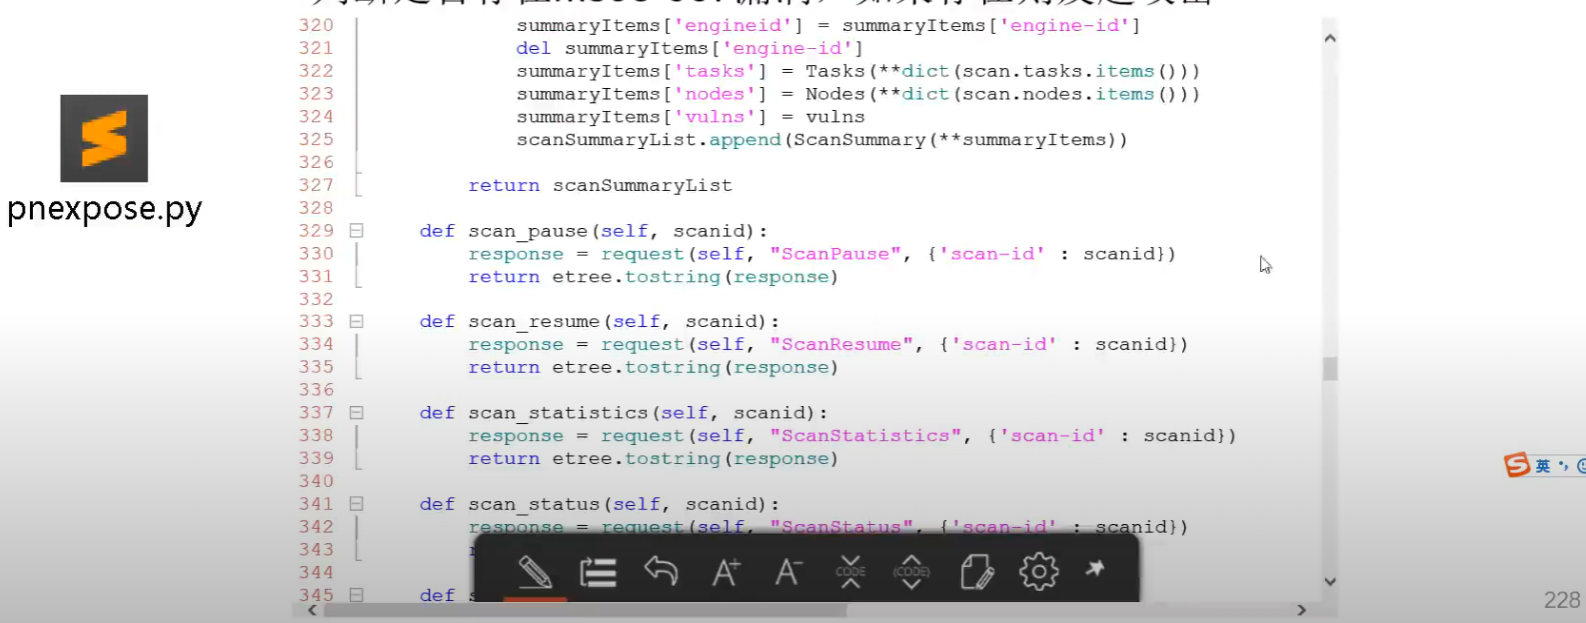 320 summaryItems['engineid'] = summaryItems['engine-id']
321 del summaryItems['engine-id']
322 summaryItems['tasks'] = Tasks(**dict(scan.tasks.items()))
323 summaryItems['nodes'] = Nodes(**dict(scan.nodes.items()))
324 summaryItems['vulns'] = vulns
325 scanSummaryList.append(ScanSummary(**summaryItems))
326
327 return scanSummaryList
328
329 def scan_pause(self, scanid):
330 response = request(self, "ScanPause", {'scan-id' : scanid})
331 return etree.tostring(response)
332
333 def scan_resume(self, scanid):
334 response = request(self, "ScanResume", {'scan-id' : scanid})
335 return etree.tostring(response)
336
337 def scan_statistics(self, scanid):
338 response = request(self, "ScanStatistics", {'scan-id' : scanid})
339 return etree.tostring(response)
340
341 def scan_status(self, scanid):
342 response = request(self, "ScanStatus", {'scan-id' : scanid})
343
344
345 def
pnexpose.py
A+ A- CODE {CODE}
英
228